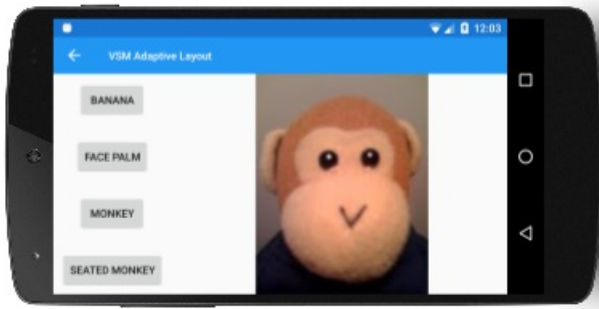 12:03
VSM Adaptive Layout
BANANA
FACE PALM
MONKEY
SEATED MONKEY